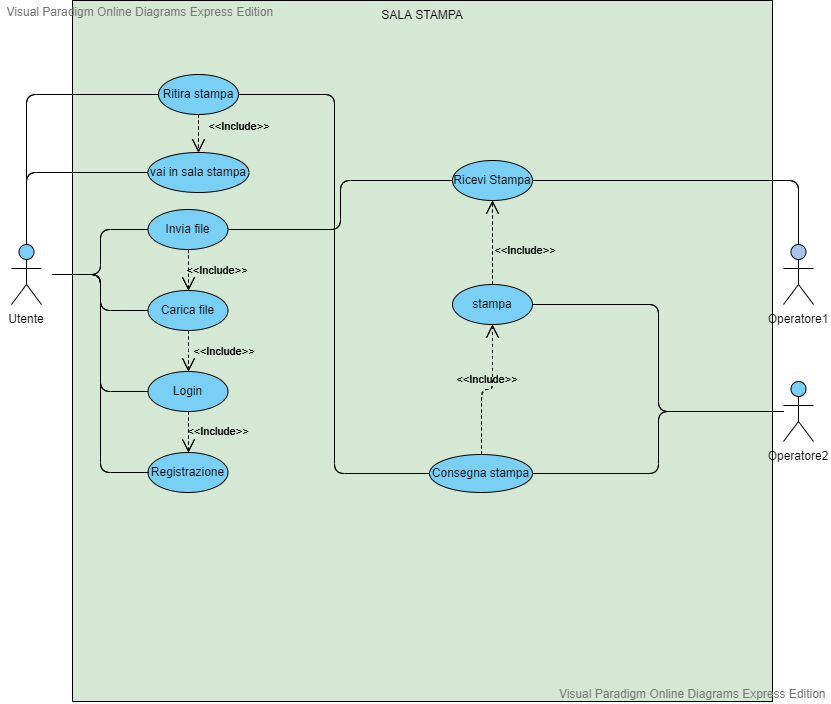 Visual Paradigm Online Diagrams Express Edition
SALA STAMPA
Ritira stampa
<<Include>>
vai in sala stampa
Ricevi Stampa
Invia file
<<Include>>
<<Include>>
Carica file
stampa
Utente
Operatore1
<<Include>>
<<Include>>
Login
<<Include>>
Operatore2
Registrazione
Consegna stampa
Visual Paradigm Online Diagrams Express Edition